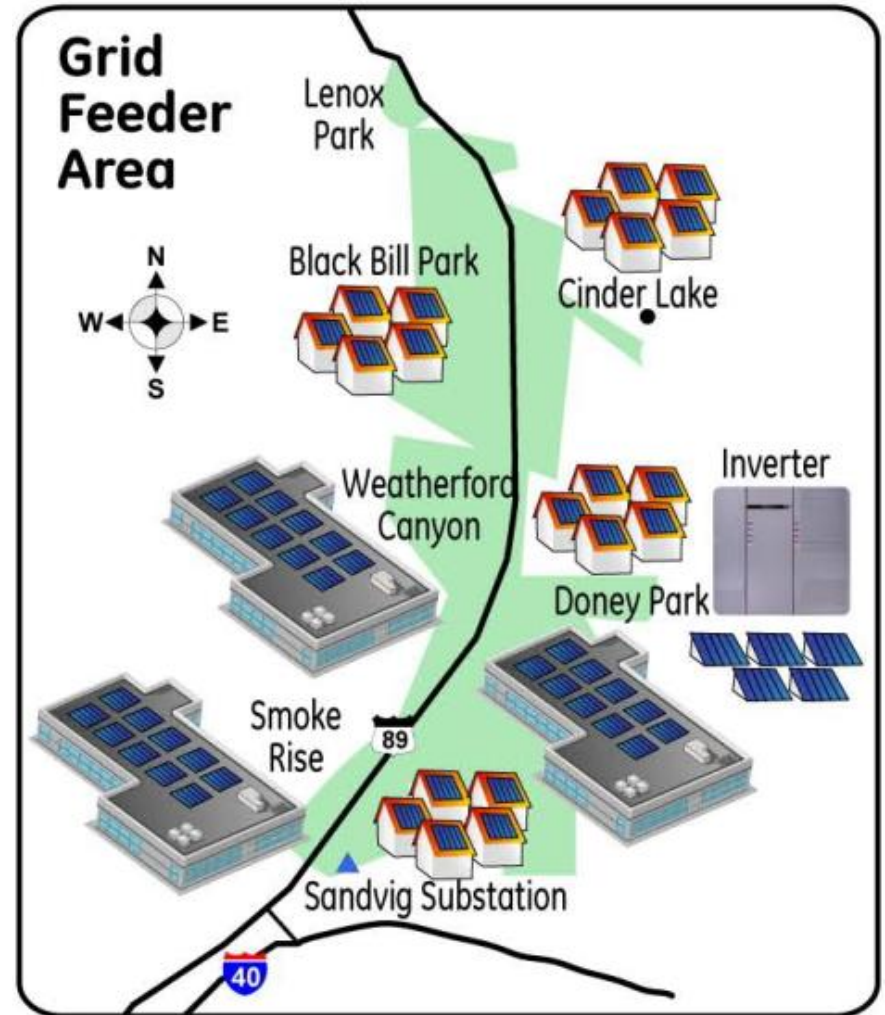 Grid
Feeder
Area
Lenox
Park
N
W
E
S
Black Bill Park
Cinder Lake
Weatherford
Canyon
Inverter
Doney Park
Smoke
Rise
89
Sandvig Substation
40